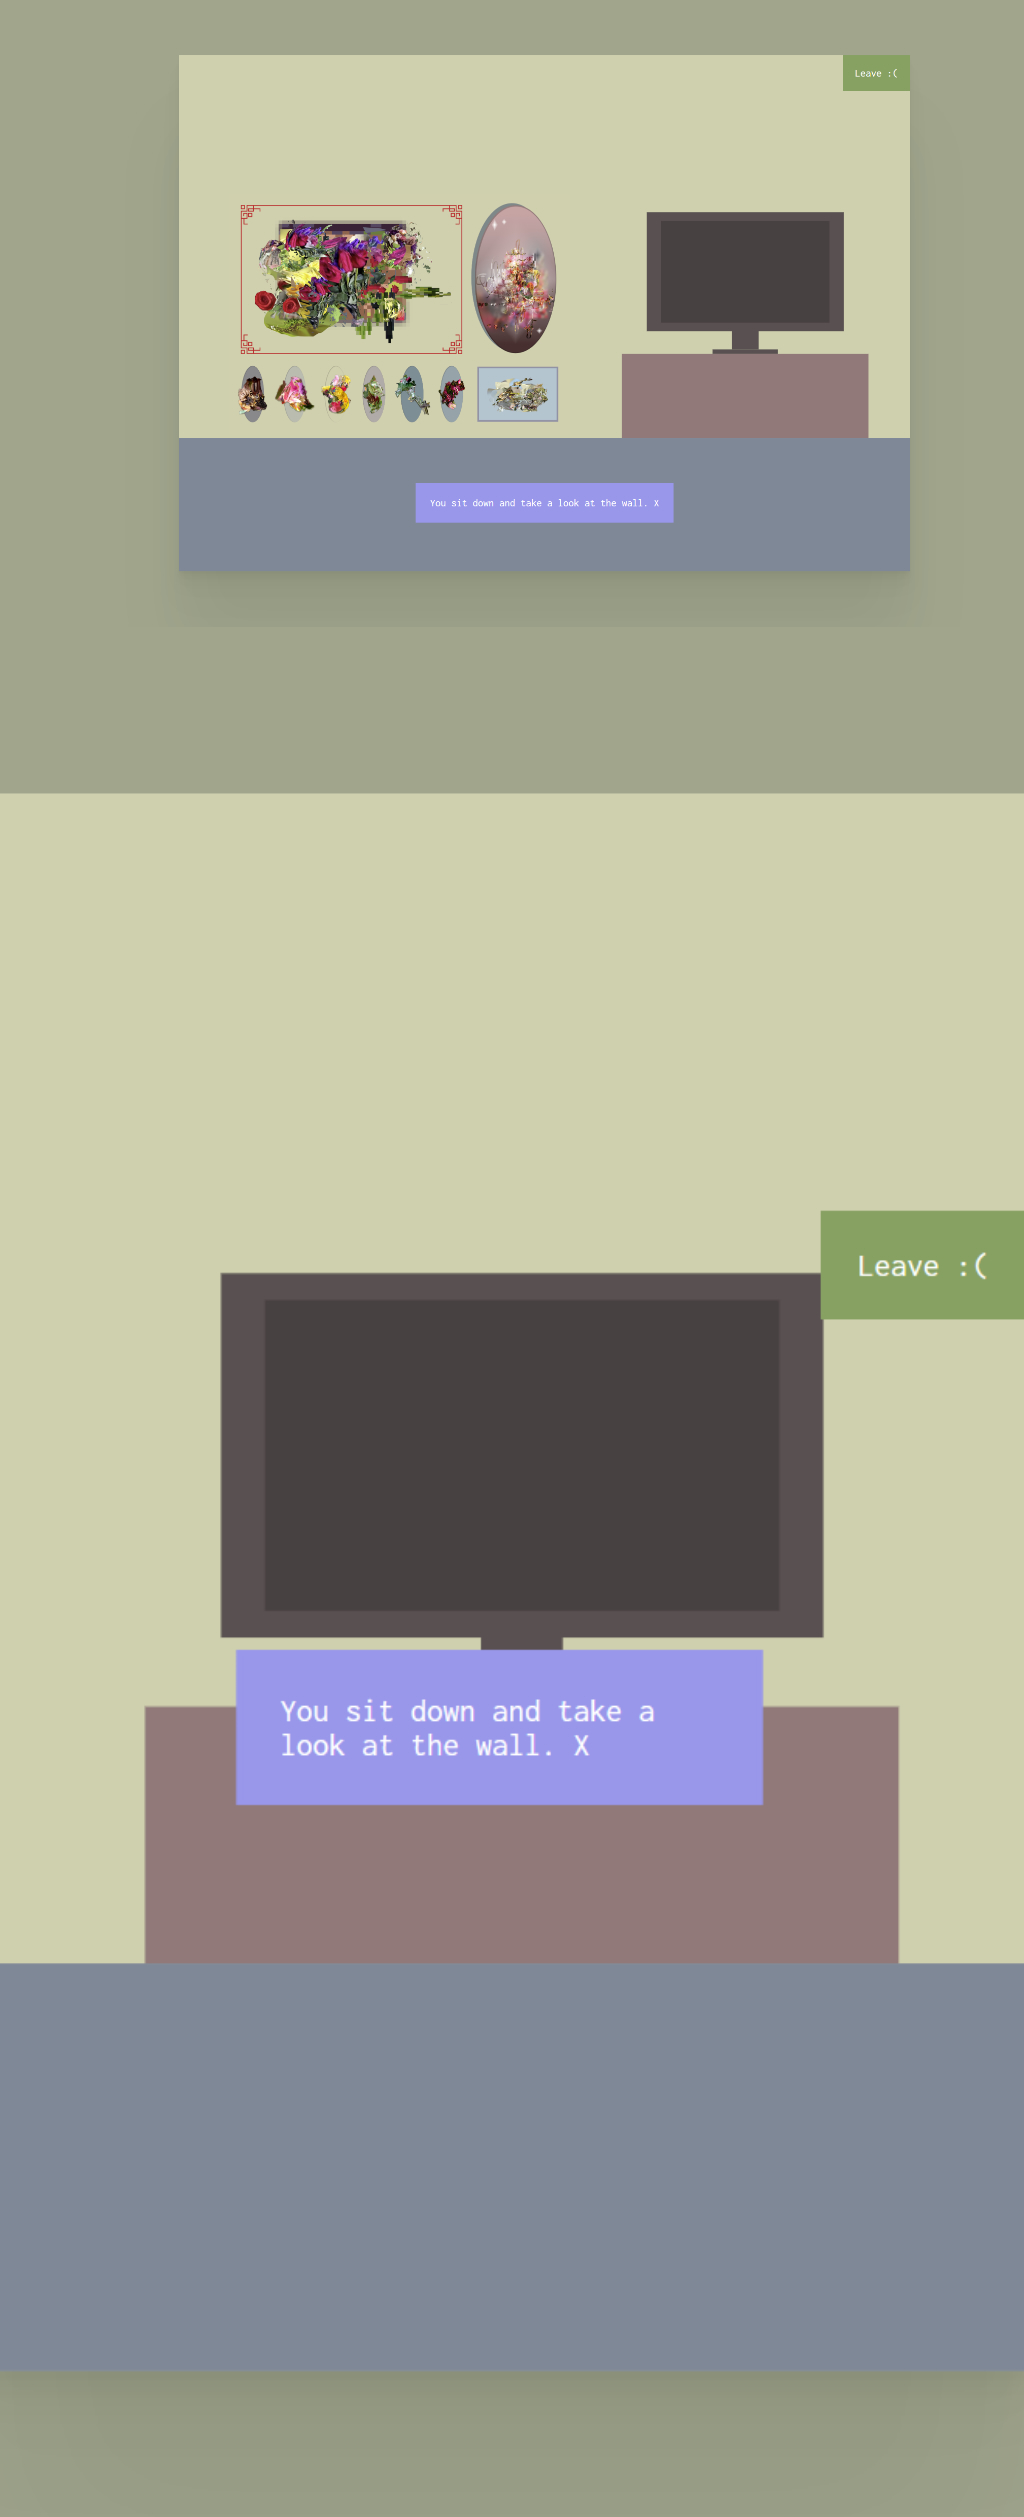 Leave :(
You sit down and take a look at the wall. X
Leave :(
You sit down and take a
look at the wall. X